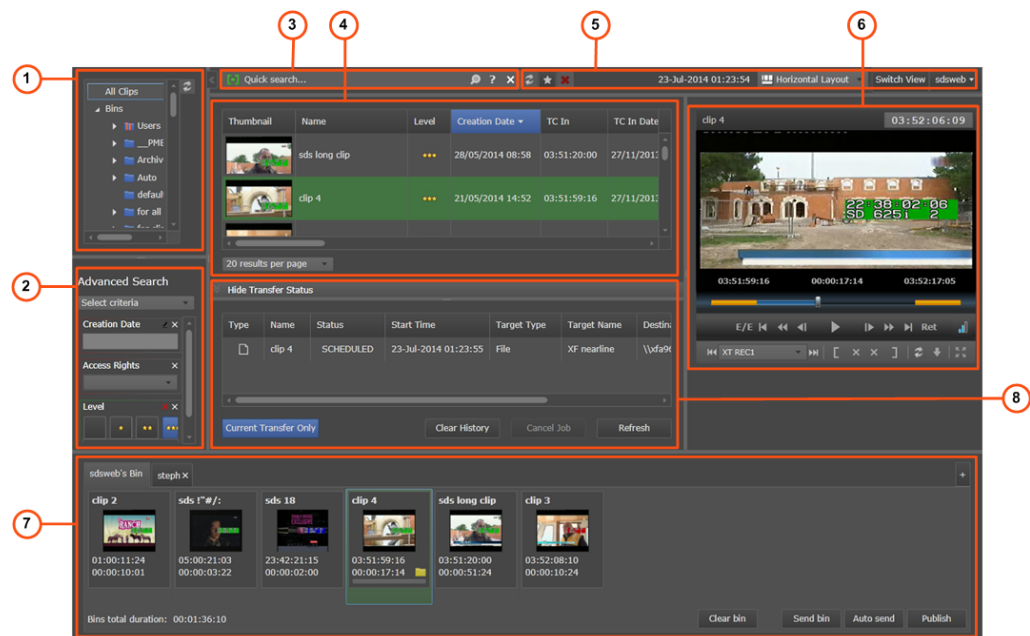 3
4
5
6
1
All Clips
Bins
Users
__PME
Archiv
Auto
defaul
for all
Quick search...
?
23-Jul-2014 01:23:54
Horizontal Layout
Switch View
sdsweb
Thumbnail
Name
Level
Creation Date
TC In
TC In Date
sds long clip
28/05/2014 08:58
03:51:20:00
27/11/2013
clip 4
21/05/2014 14:52
03:51:59:16
27/11/2013
20 results per page
clip 4
03:52:06:09
22:38:02:06
SD 625i 2
03:51:59:16
00:00:17:14
03:52:17:05
E/E
Ret
XT REC1
2
Advanced Search
Select criteria
Creation Date
Access Rights
Level
Hide Transfer Status
Type
Name
Status
Start Time
Target Type
Target Name
Destina
clip 4
SCHEDULED
23-Jul-2014 01:23:55
File
XF nearline
\\xfa96
Current Transfer Only
Clear History
Cancel Job
Refresh
8
7
sdsweb's Bin
steph
+
clip 2
RANCH
01:00:11:24
00:00:10:01
sds !"#/:
05:00:21:03
00:00:03:22
sds 18
23:42:21:15
00:00:02:00
clip 4
03:51:59:16
00:00:17:14
sds long clip
03:51:20:00
00:00:51:24
clip 3
03:52:08:10
00:00:10:24
Bins total duration: 00:01:36:10
Clear bin
Send bin
Auto send
Publish